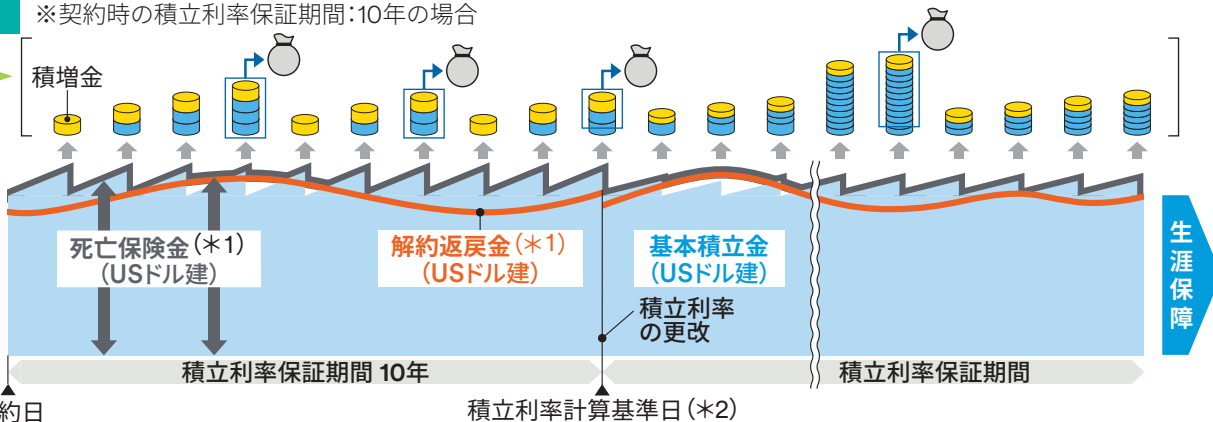 ※契約時の積立利率保証期間:10年の場合
積増金
死亡保険金(*1)
(USドル建)
解約返戻金(*1)
(USドル建)
基本積立金
(USドル建)
積立利率
の更改
生涯保障
積立利率保証期間 10年
積立利率保証期間
約日
積立利率計算基準日(*2)